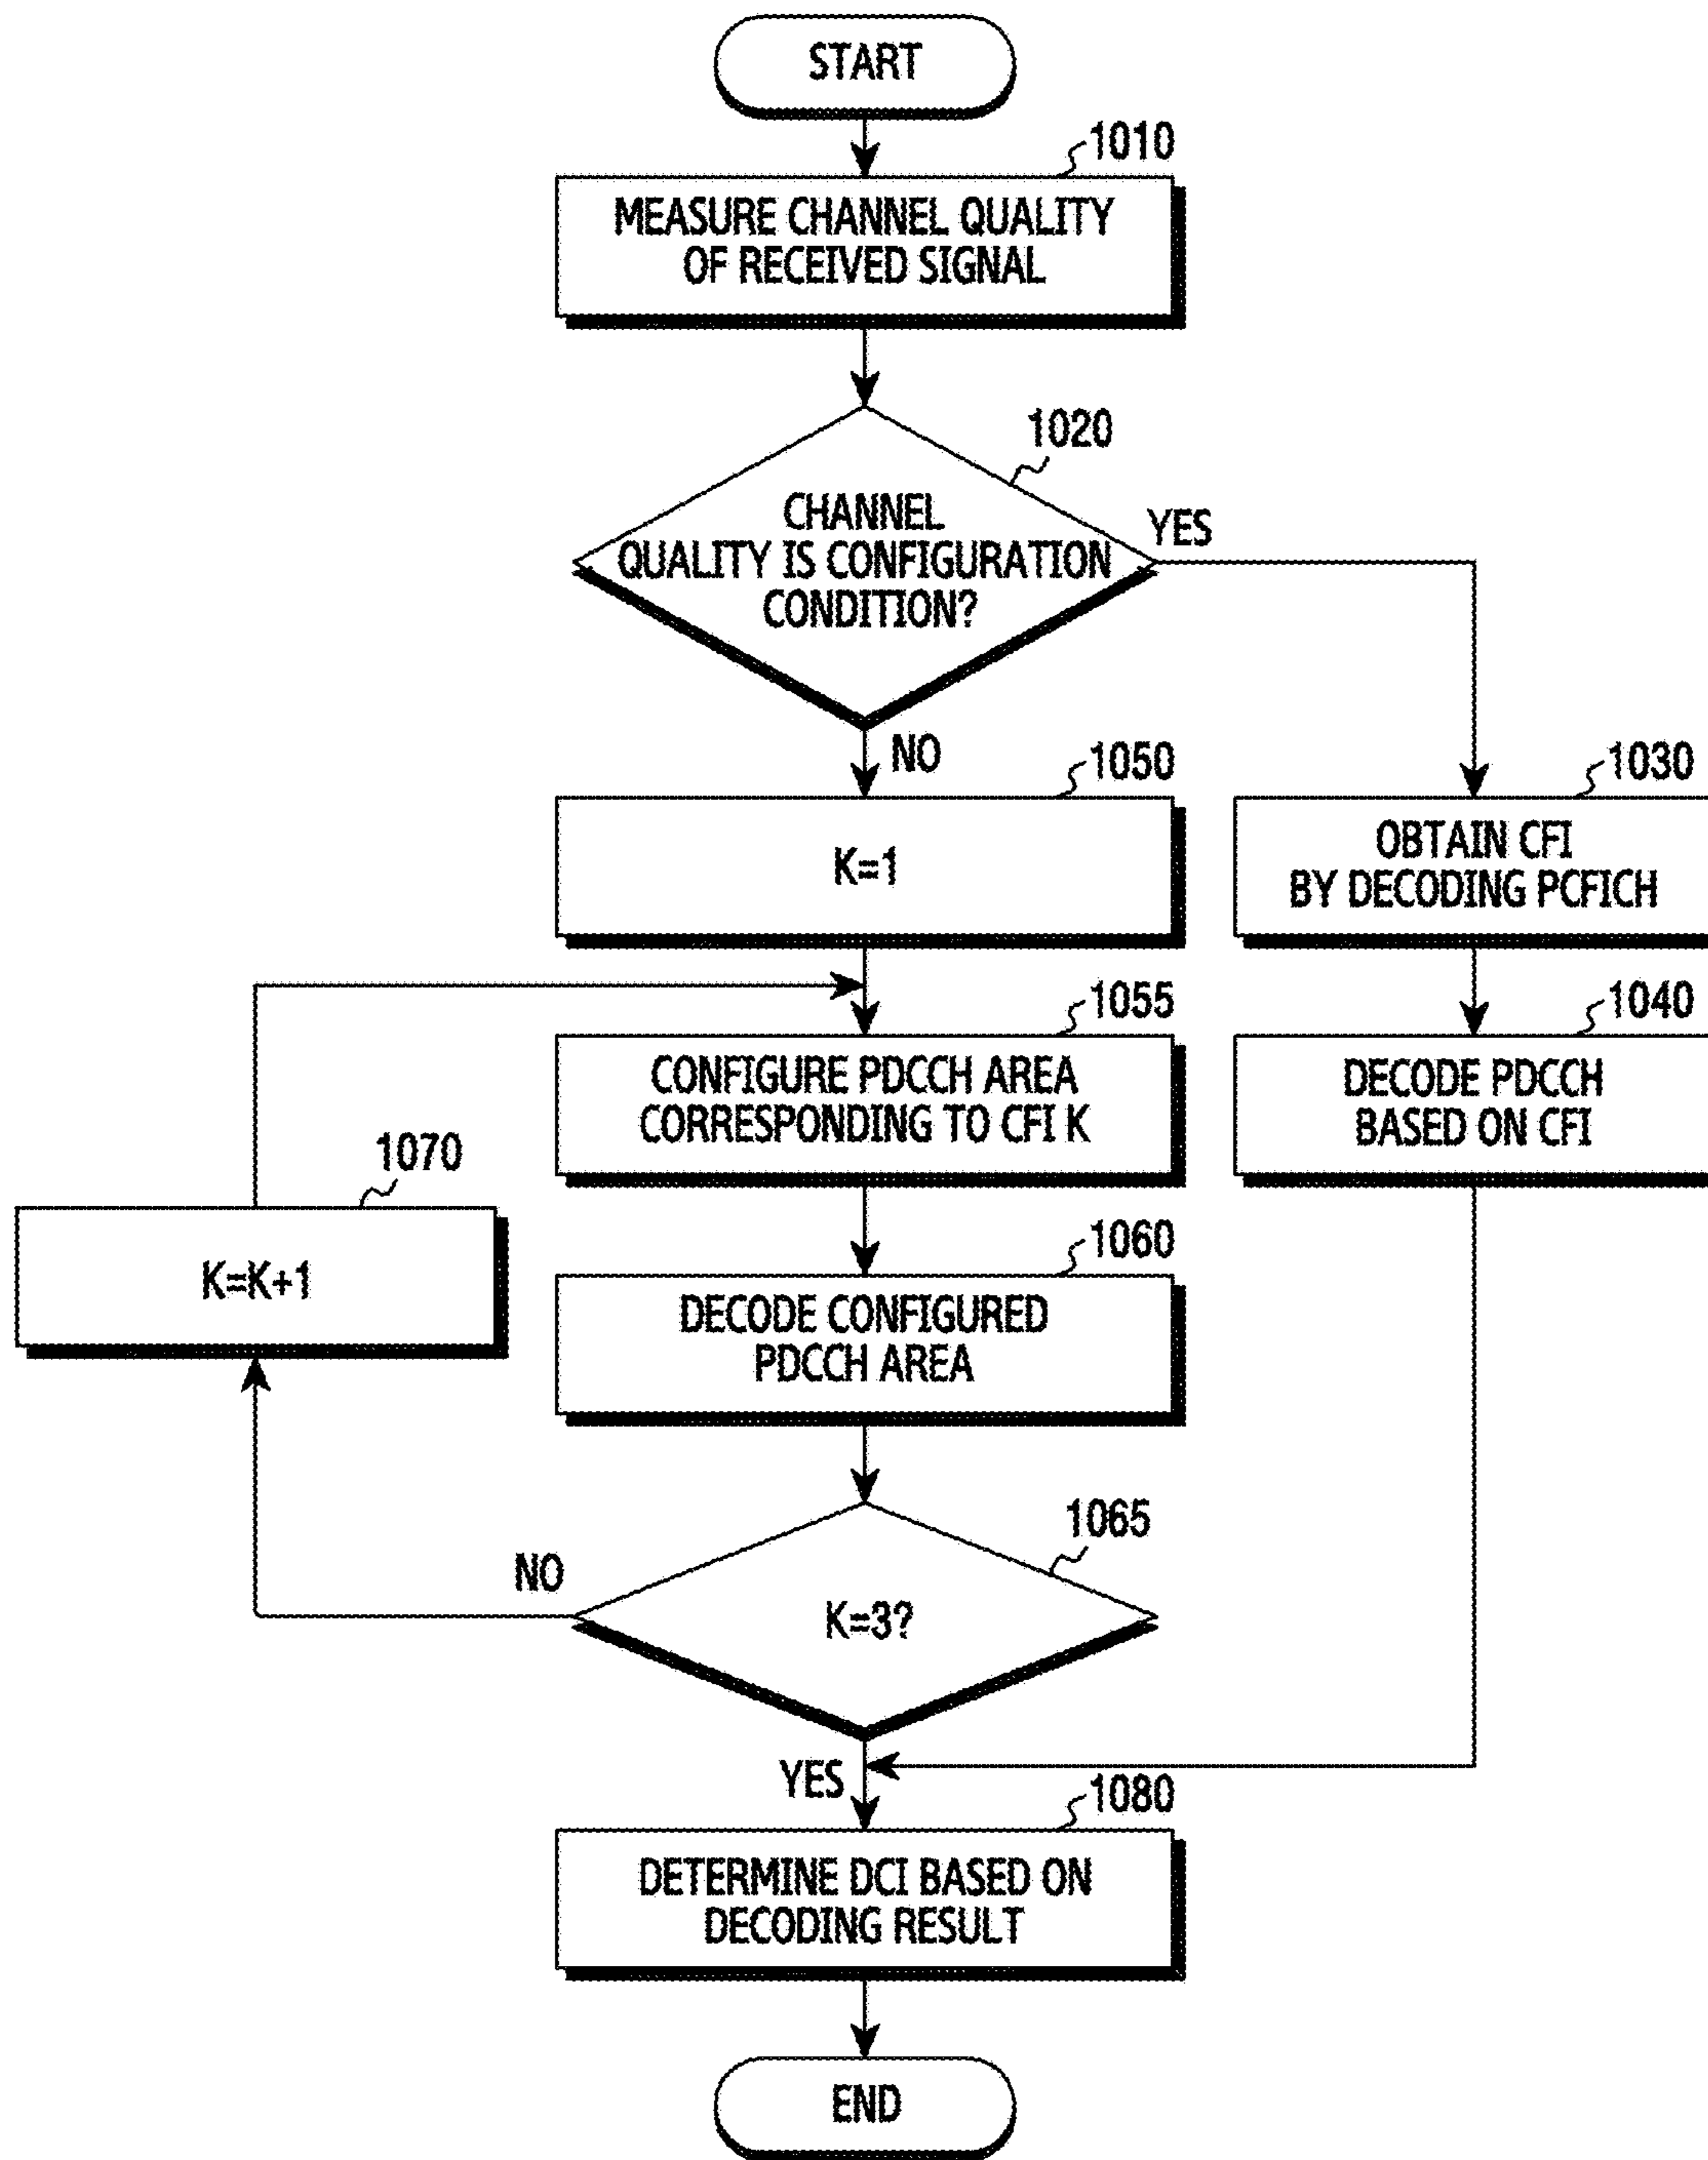 START
1010
MEASURE CHANNEL QUALITY
OF RECEIVED SIGNAL
1020
CHANNEL
QUALITY IS CONFIGURATION
CONDITION?
YES
NO
1050
K=1
1030
OBTAIN CFI
BY DECODING PCFICH
1055
CONFIGURE PDCCH AREA
CORRESPONDING TO CFI K
1040
DECODE PDCCH
BASED ON CFI
1070
K=K+1
1060
DECODE CONFIGURED
PDCCH AREA
1065
NO
K=3?
YES
1080
DETERMINE DCI BASED ON
DECODING RESULT
END